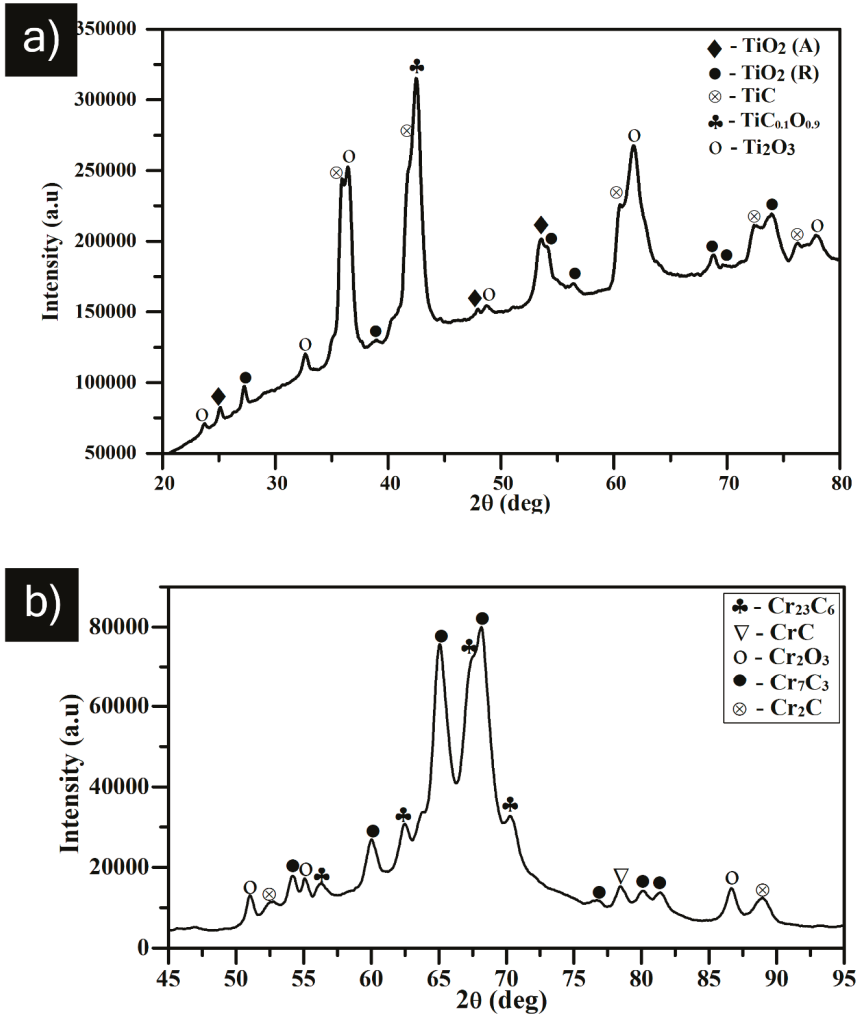 a)
350000
300000
250000
200000
150000
100000
50000
Intensity (a.u)
♦ - TiO₂ (A)
● - TiO₂ (R)
⊗ - TiC
♣ - TiC₀.₁O₀.₉
○ - Ti₂O₃
20 30 40 50 60 70 80
2θ (deg)
b)
80000
60000
40000
20000
0
Intensity (a.u)
♣ - Cr₂₃C₆
▽ - CrC
○ - Cr₂O₃
● - Cr₇C₃
⊗ - Cr₂C
45 50 55 60 65 70 75 80 85 90 95
2θ (deg)